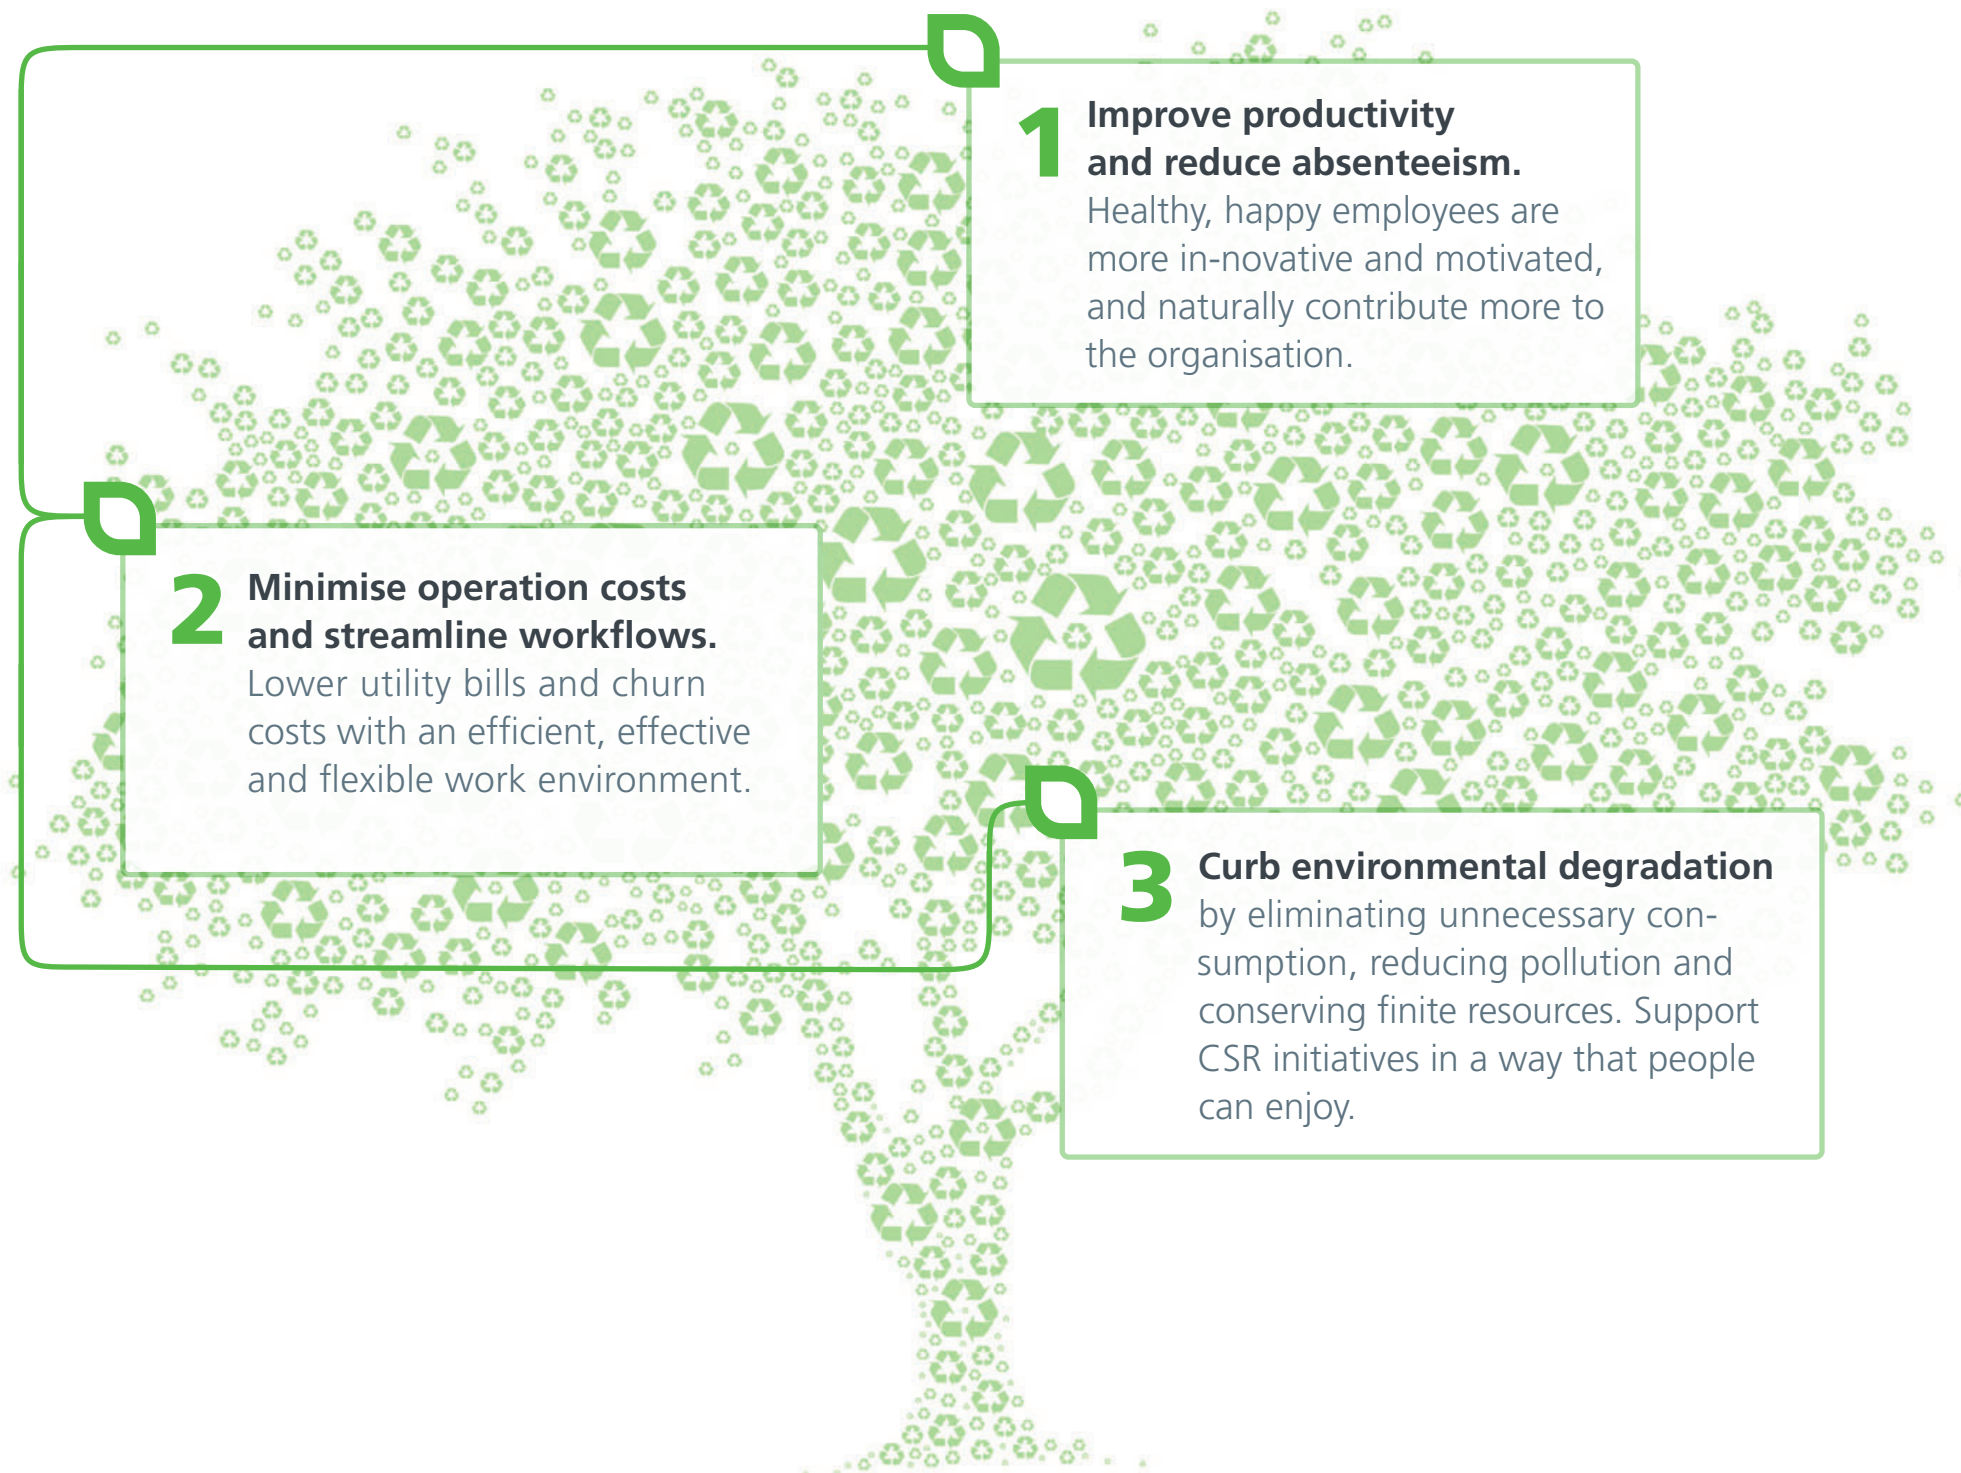 1 Improve productivity
and reduce absenteeism.
Healthy, happy employees are
more in-novative and motivated,
and naturally contribute more to
the organisation.
2 Minimise operation costs
and streamline workflows.
Lower utility bills and churn
costs with an efficient, effective
and flexible work environment.
3 Curb environmental degradation
by eliminating unnecessary con-
sumption, reducing pollution and
conserving finite resources. Support
CSR initiatives in a way that people
can enjoy.